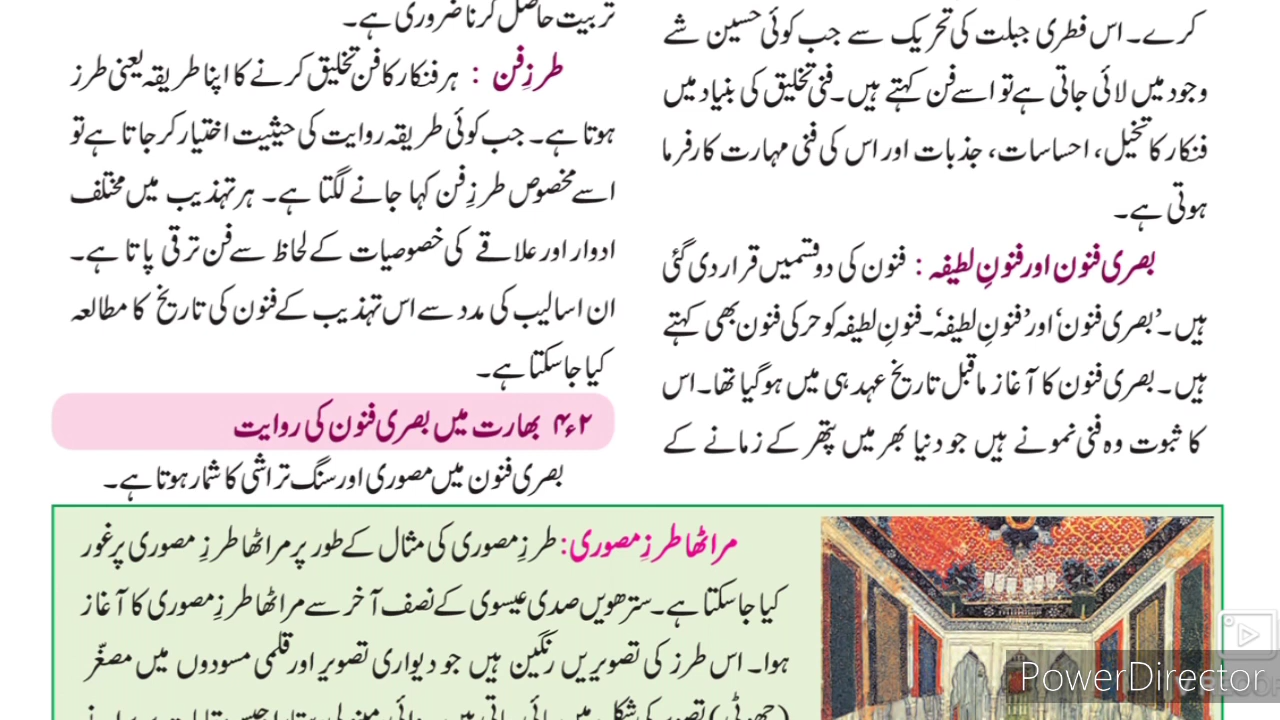 کرے۔ اس فطری جبلت کی تحریک سے جب کوئی حسین شے
وجود میں لائی جاتی ہے تو اسے فن کہتے ہیں۔ فنی تخلیق کی بنیاد میں
فنکار کا تخیل، احساسات، جذبات اور اس کی فنی مہارت کارفرما
ہوتی ہے۔
بصری فنون اور فنونِ لطیفہ : فنون کی دو قسمیں قرار دی گئی
ہیں۔ ’بصری فنون‘ اور ’فنونِ لطیفہ‘۔ فنونِ لطیفہ کو حرکی فنون بھی کہتے
ہیں۔ بصری فنون کا آغاز ماقبل تاریخ عہد ہی میں ہوگیا تھا۔ اس
کا ثبوت وہ فنی نمونے ہیں جو دنیا بھر میں پتھر کے زمانے کے
تربیت حاصل کرنا ضروری ہے۔
طرزِ فن : ہر فنکار کا فن تخلیق کرنے کا اپنا طریقہ یعنی طرز
ہوتا ہے۔ جب کوئی طریقہ روایت کی حیثیت اختیار کر جاتا ہے تو
اسے مخصوص طرزِ فن کہا جانے لگتا ہے۔ ہر تہذیب میں مختلف
ادوار اور علاقے کی خصوصیات کے لحاظ سے فن ترقی پاتا ہے۔
ان اسالیب کی مدد سے اس تہذیب کے فنون کی تاریخ کا مطالعہ
کیا جاسکتا ہے۔
۴ء۲ بھارت میں بصری فنون کی روایت
بصری فنون میں مصوری اور سنگ تراشی کا شمار ہوتا ہے۔
مراٹھا طرزِ مصوری: طرزِ مصوری کی مثال کے طور پر مراٹھا طرزِ مصوری پر غور
کیا جاسکتا ہے۔ سترھویں صدی عیسوی کے نصف آخر سے مراٹھا طرزِ مصوری کا آغاز
ہوا۔ اس طرز کی تصویریں رنگین ہیں جو دیواری تصویر اور قلمی مسودوں میں مصغّر
PowerDirector